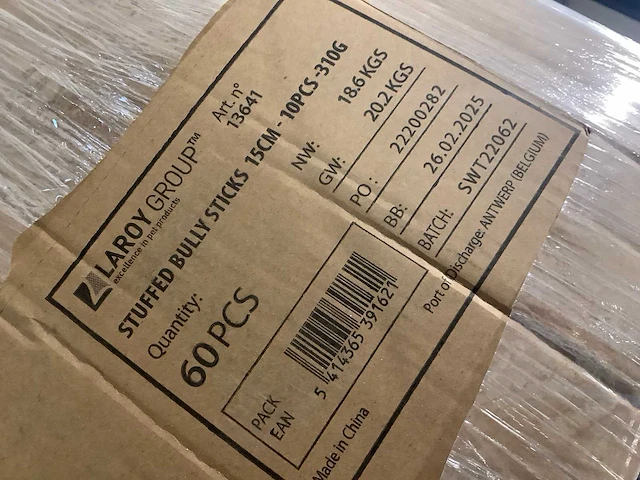 LAROY GROUP™
excellence in pet products
Art. n°
13641
STUFFED BULLY STICKS 15CM - 10PCS -310G
Quantity:
60 PCS
NW: 18.6 KGS
GW: 20.2 KGS
PO: 22200282
BB: 26.02.2025
BATCH: SWT22062
PACK
EAN
5 414365 391621
Port of Discharge: ANTWERP (BELGIUM)
Made in China